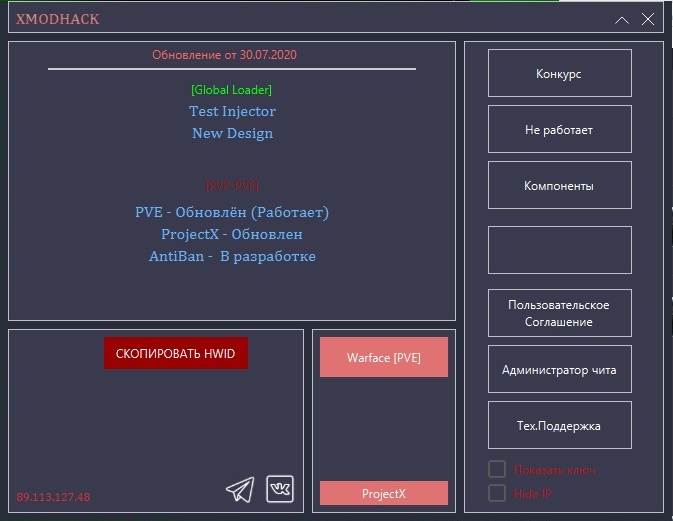 XMODHACK
Обновление от 30.07.2020
[Global Loader]
Test Injector
New Design
[PVP-PVE]
PVE - Обновлён (Работает)
ProjectX - Обновлен
AntiBan - В разработке
СКОПИРОВАТЬ HWID
89.113.127.48
Warface [PVE]
ProjectX
Конкурс
Не работает
Компоненты
Пользовательское
Соглашение
Администратор чита
Тех.Поддержка
Показать ключ
Hide IP